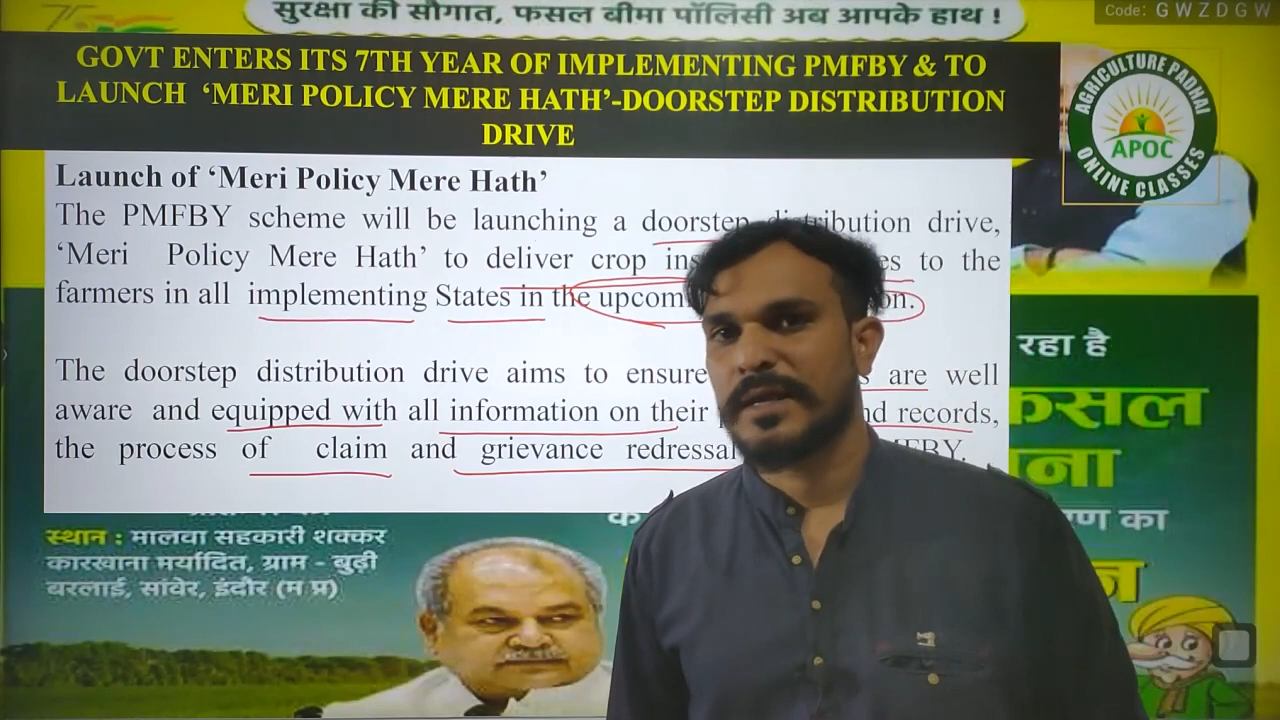 सुरक्षा की सौगात, फसल बीमा पॉलिसी अब आपके हाथ !
Code: G W Z D G W
GOVT ENTERS ITS 7TH YEAR OF IMPLEMENTING PMFBY & TO
LAUNCH ‘MERI POLICY MERE HATH’-DOORSTEP DISTRIBUTION
DRIVE
AGRICULTURE PADHAI
APOC
ONLINE CLASSES
Launch of ‘Meri Policy Mere Hath’
The PMFBY scheme will be launching a doorstep distribution drive,
‘Meri Policy Mere Hath’ to deliver crop to the
farmers in all implementing States in the
The doorstep distribution drive aims to ensure are well
aware and equipped with all information on their records,
the process of claim and grievance
रहा है
का
स्थान : मालवा सहकारी शक्कर
कारखाना मर्यादित, ग्राम - बुढ़ी
बरलाई, सांवेर, इंदौर (म प्र)